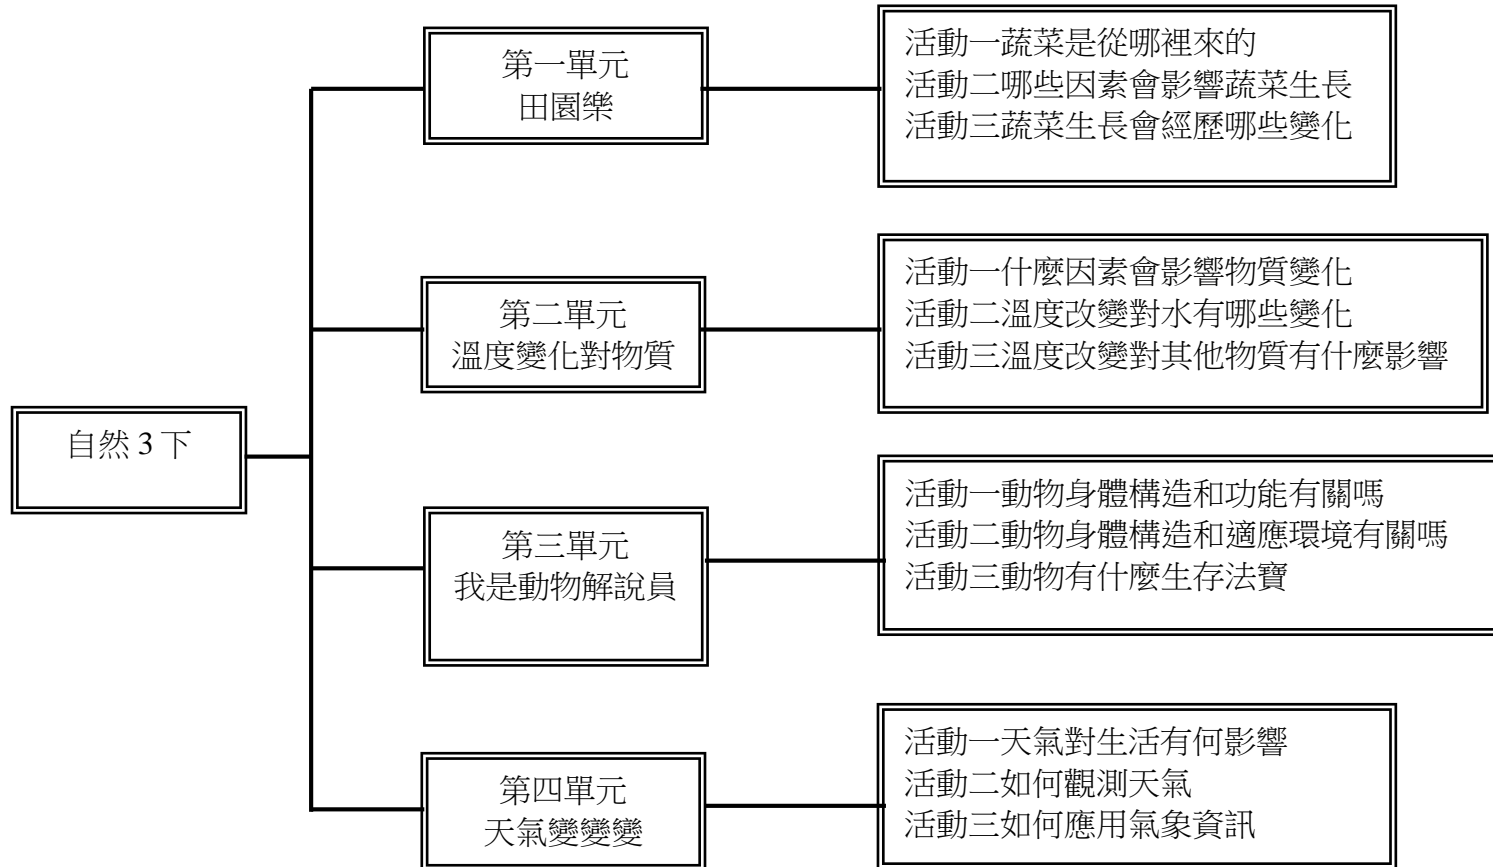 自然 3 下
第一單元
田園樂
活動一蔬菜是從哪裡來的
活動二哪些因素會影響蔬菜生長
活動三蔬菜生長會經歷哪些變化
第二單元
溫度變化對物質
活動一什麼因素會影響物質變化
活動二溫度改變對水有哪些變化
活動三溫度改變對其他物質有什麼影響
第三單元
我是動物解說員
活動一動物身體構造和功能有關嗎
活動二動物身體構造和適應環境有關嗎
活動三動物有什麼生存法寶
第四單元
天氣變變變
活動一天氣對生活有何影響
活動二如何觀測天氣
活動三如何應用氣象資訊